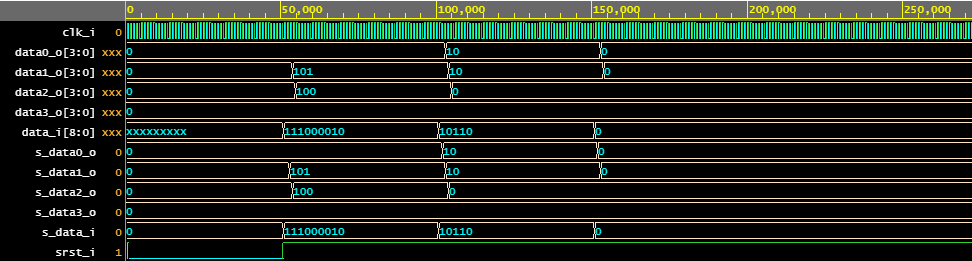 0 50,000 100,000 150,000 200,000 250,000
clk_i 0
data0_o[3:0] xxx 0 10 0
data1_o[3:0] xxx 0 101 10 0
data2_o[3:0] xxx 0 100 0
data3_o[3:0] xxx 0
data_i[8:0] xxx xxxxxxxxx 111000010 10110 0
s_data0_o 0 0 10 0
s_data1_o 0 0 101 10 0
s_data2_o 0 0 100 0
s_data3_o 0 0
s_data_i 0 0 111000010 10110 0
srst_i 1